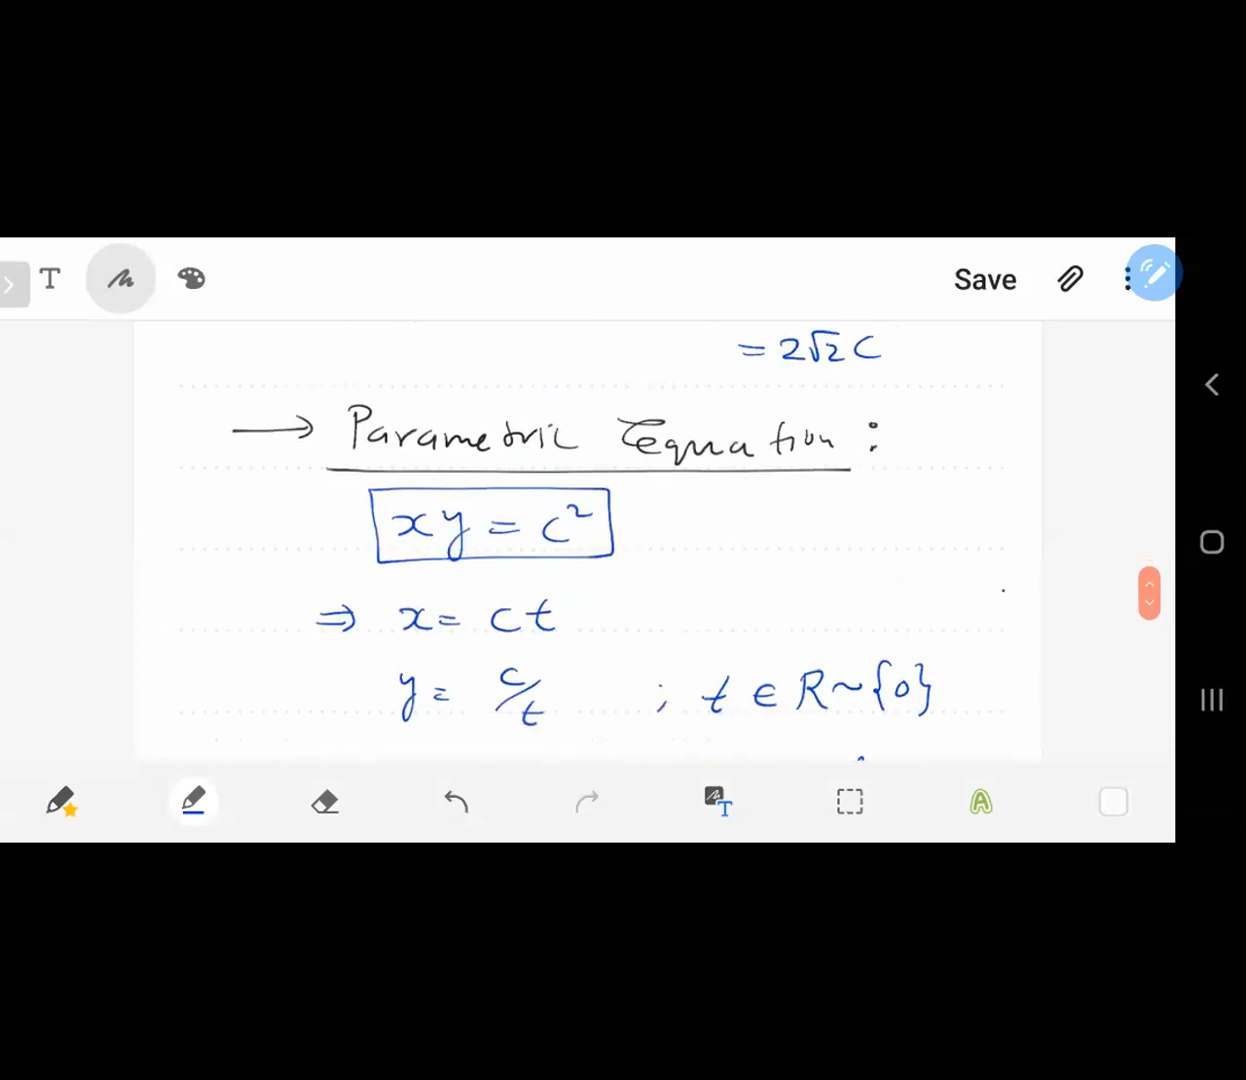 T
Save
= 2√2 C
→ Parametric Equation :
xy = c²
⇒ x = ct
y = c/t ; t ∈ R ~ {0}
T
A